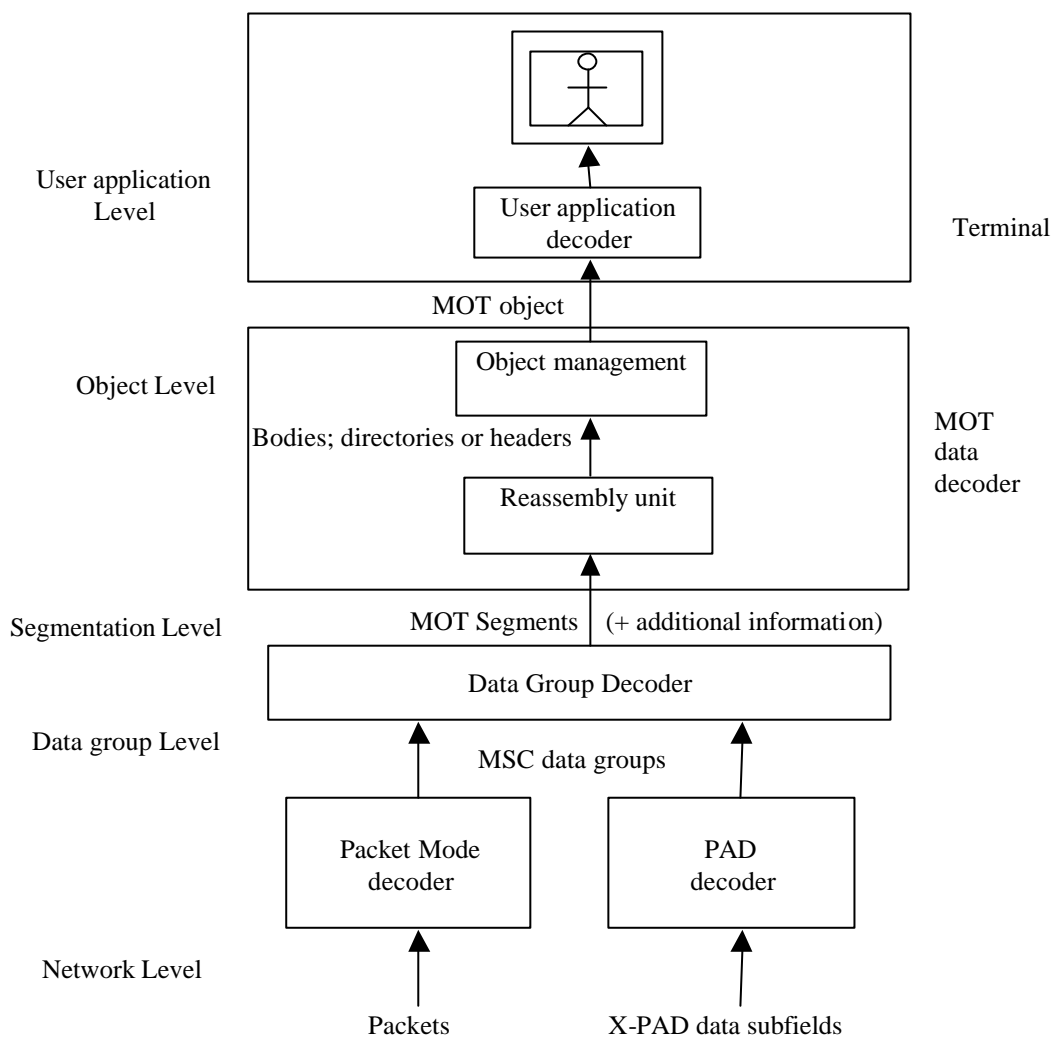 User application
Level
User application
decoder
Terminal
MOT object
Object Level
Object management
Bodies; directories or headers
MOT
data
decoder
Reassembly unit
Segmentation Level
MOT Segments
(+ additional information)
Data Group Decoder
Data group Level
MSC data groups
Packet Mode
decoder
PAD
decoder
Network Level
Packets
X-PAD data subfields